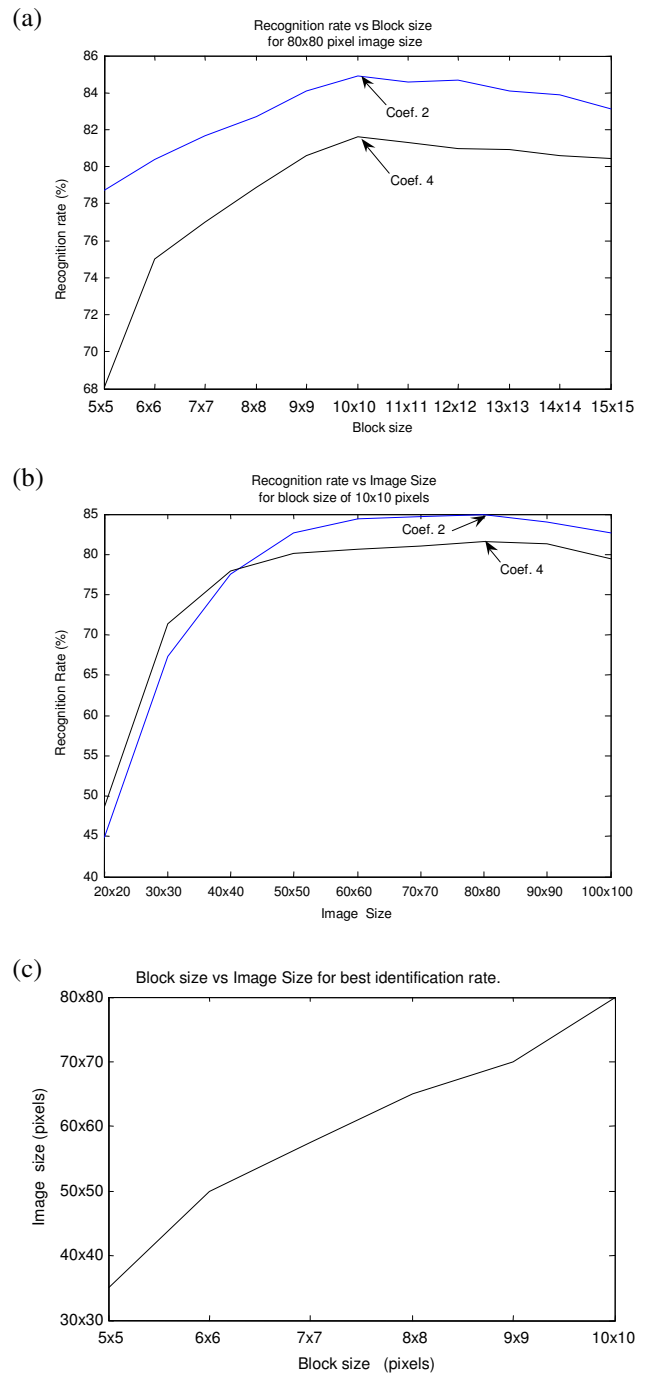 (a)
Recognition rate vs Block size
for 80x80 pixel image size
86
84
82
80
78
76
74
72
70
68
Recognition rate (%)
Coef. 2
Coef. 4
5x5 6x6 7x7 8x8 9x9 10x10 11x11 12x12 13x13 14x14 15x15
Block size
(b)
Recognition rate vs Image Size
for block size of 10x10 pixels
85
80
75
70
65
60
55
50
45
40
Recognition Rate (%)
Coef. 2
Coef. 4
20x20 30x30 40x40 50x50 60x60 70x70 80x80 90x90 100x100
Image Size
(c)
Block size vs Image Size for best identification rate.
80x80
70x70
60x60
50x50
40x40
30x30
Image size (pixels)
5x5 6x6 7x7 8x8 9x9 10x10
Block size (pixels)